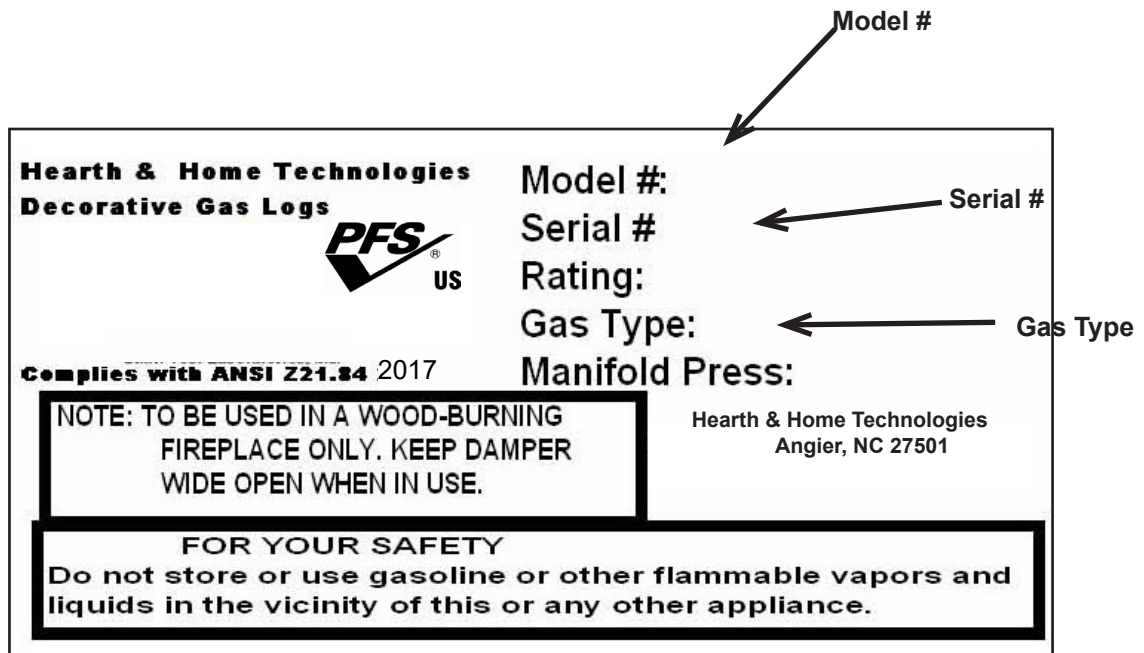 Model #
Hearth & Home Technologies
Decorative Gas Logs
PFS
®
US
Model #:
Serial #
Serial #
Rating:
Gas Type:
Gas Type
Manifold Press:
Complies with ANSI Z21.84 2017
NOTE: TO BE USED IN A WOOD-BURNING
FIREPLACE ONLY. KEEP DAMPER
WIDE OPEN WHEN IN USE.
Hearth & Home Technologies
Angier, NC 27501
FOR YOUR SAFETY
Do not store or use gasoline or other flammable vapors and
liquids in the vicinity of this or any other appliance.